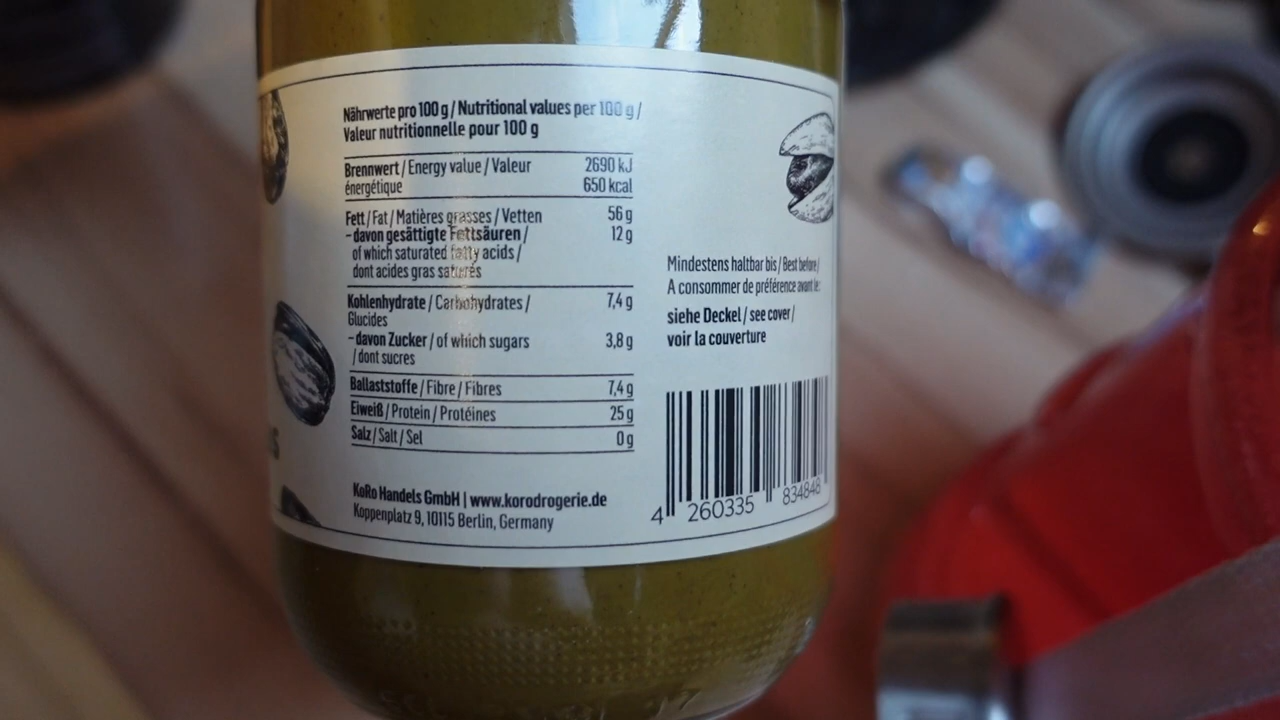 Nährwerte pro 100 g / Nutritional values per 100 g /
Valeur nutritionnelle pour 100 g
Brennwert / Energy value / Valeur 2690 kJ
énergétique 650 kcal
Fett / Fat / Matières grasses / Vetten 56 g
- davon gesättigte Fettsäuren / 12 g
of which saturated fatty acids /
dont acides gras saturés
Kohlenhydrate / Carbohydrates / 7,4 g
Glucides
- davon Zucker / of which sugars 3,8 g
/ dont sucres
Ballaststoffe / Fibre / Fibres 7,4 g
Eiweiß / Protein / Protéines 25 g
Salz / Salt / Sel 0 g
KoRo Handels GmbH | www.korodrogerie.de
Koppenplatz 9, 10115 Berlin, Germany
Mindestens haltbar bis / Best before /
A consommer de préférence avant le:
siehe Deckel / see cover /
voir la couverture
4 260335 834848